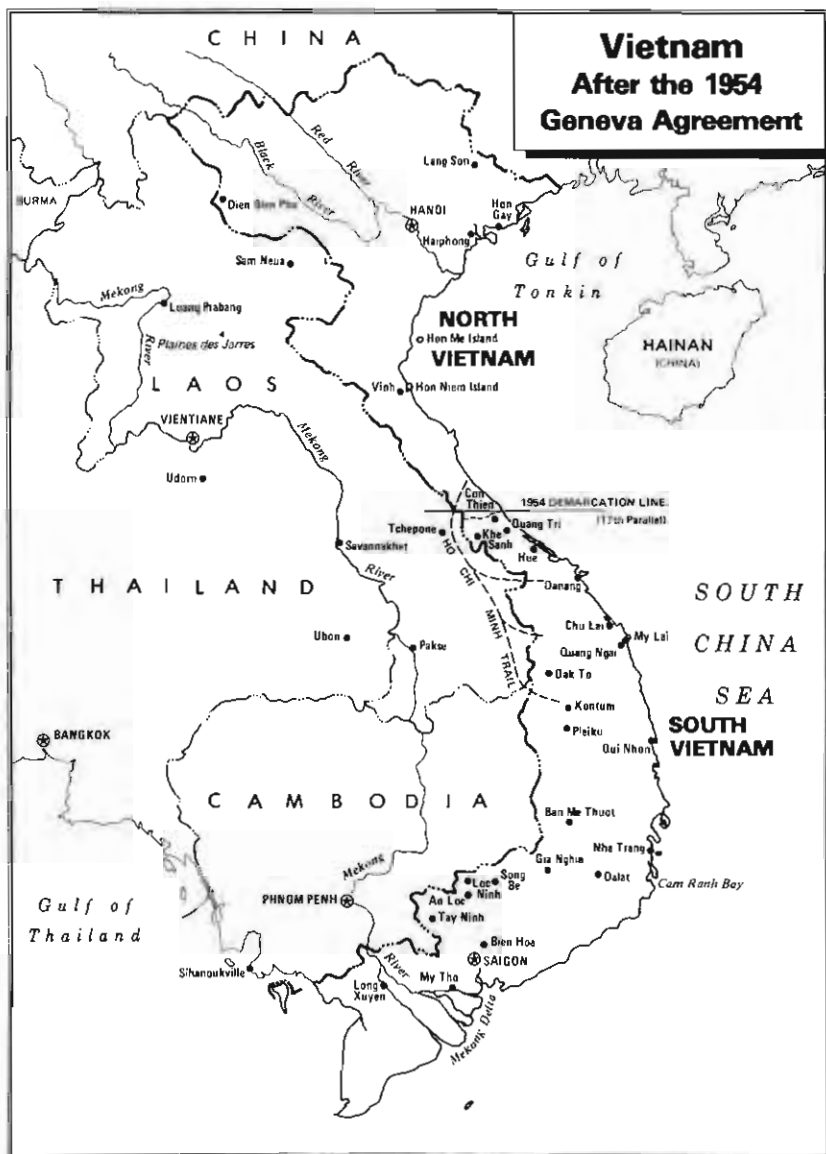 Vietnam
After the 1954
Geneva Agreement
CHINA
Red
River
Black
River
Lang Son
BURMA
Dien Bien Phu
HANOI
Hon
Gay
Haiphong
Sam Neua
Gulf of
Tonkin
Mekong
River
Luang Prabang
Plaines des Jarres
NORTH
VIETNAM
Hon Me Island
HAINAN
(CHINA)
LAOS
Vinh
Hon Niem Island
VIENTIANE
Mekong
River
Udorn
Con
Thien
1954 DEMARCATION LINE
(17th Parallel)
Tchepone
Quang Tri
Khe
Sanh
Savannakhet
Hue
HO CHI MINH TRAIL
Danang
THAILAND
SOUTH
CHINA
SEA
Chu Lai
My Lai
Ubon
Pakse
Quang Ngai
Dak To
Kontum
BANGKOK
Pleiku
SOUTH
VIETNAM
Qui Nhon
CAMBODIA
Ban Me Thuot
Mekong
River
Nha Trang
Gia Nghia
Dalat
Cam Ranh Bay
Song
Be
Loc
Ninh
An Loc
PHNOM PENH
Tay Ninh
Gulf of
Thailand
Bien Hoa
SAIGON
Sihanoukville
My Tho
Long
Xuyen
Mekong Delta